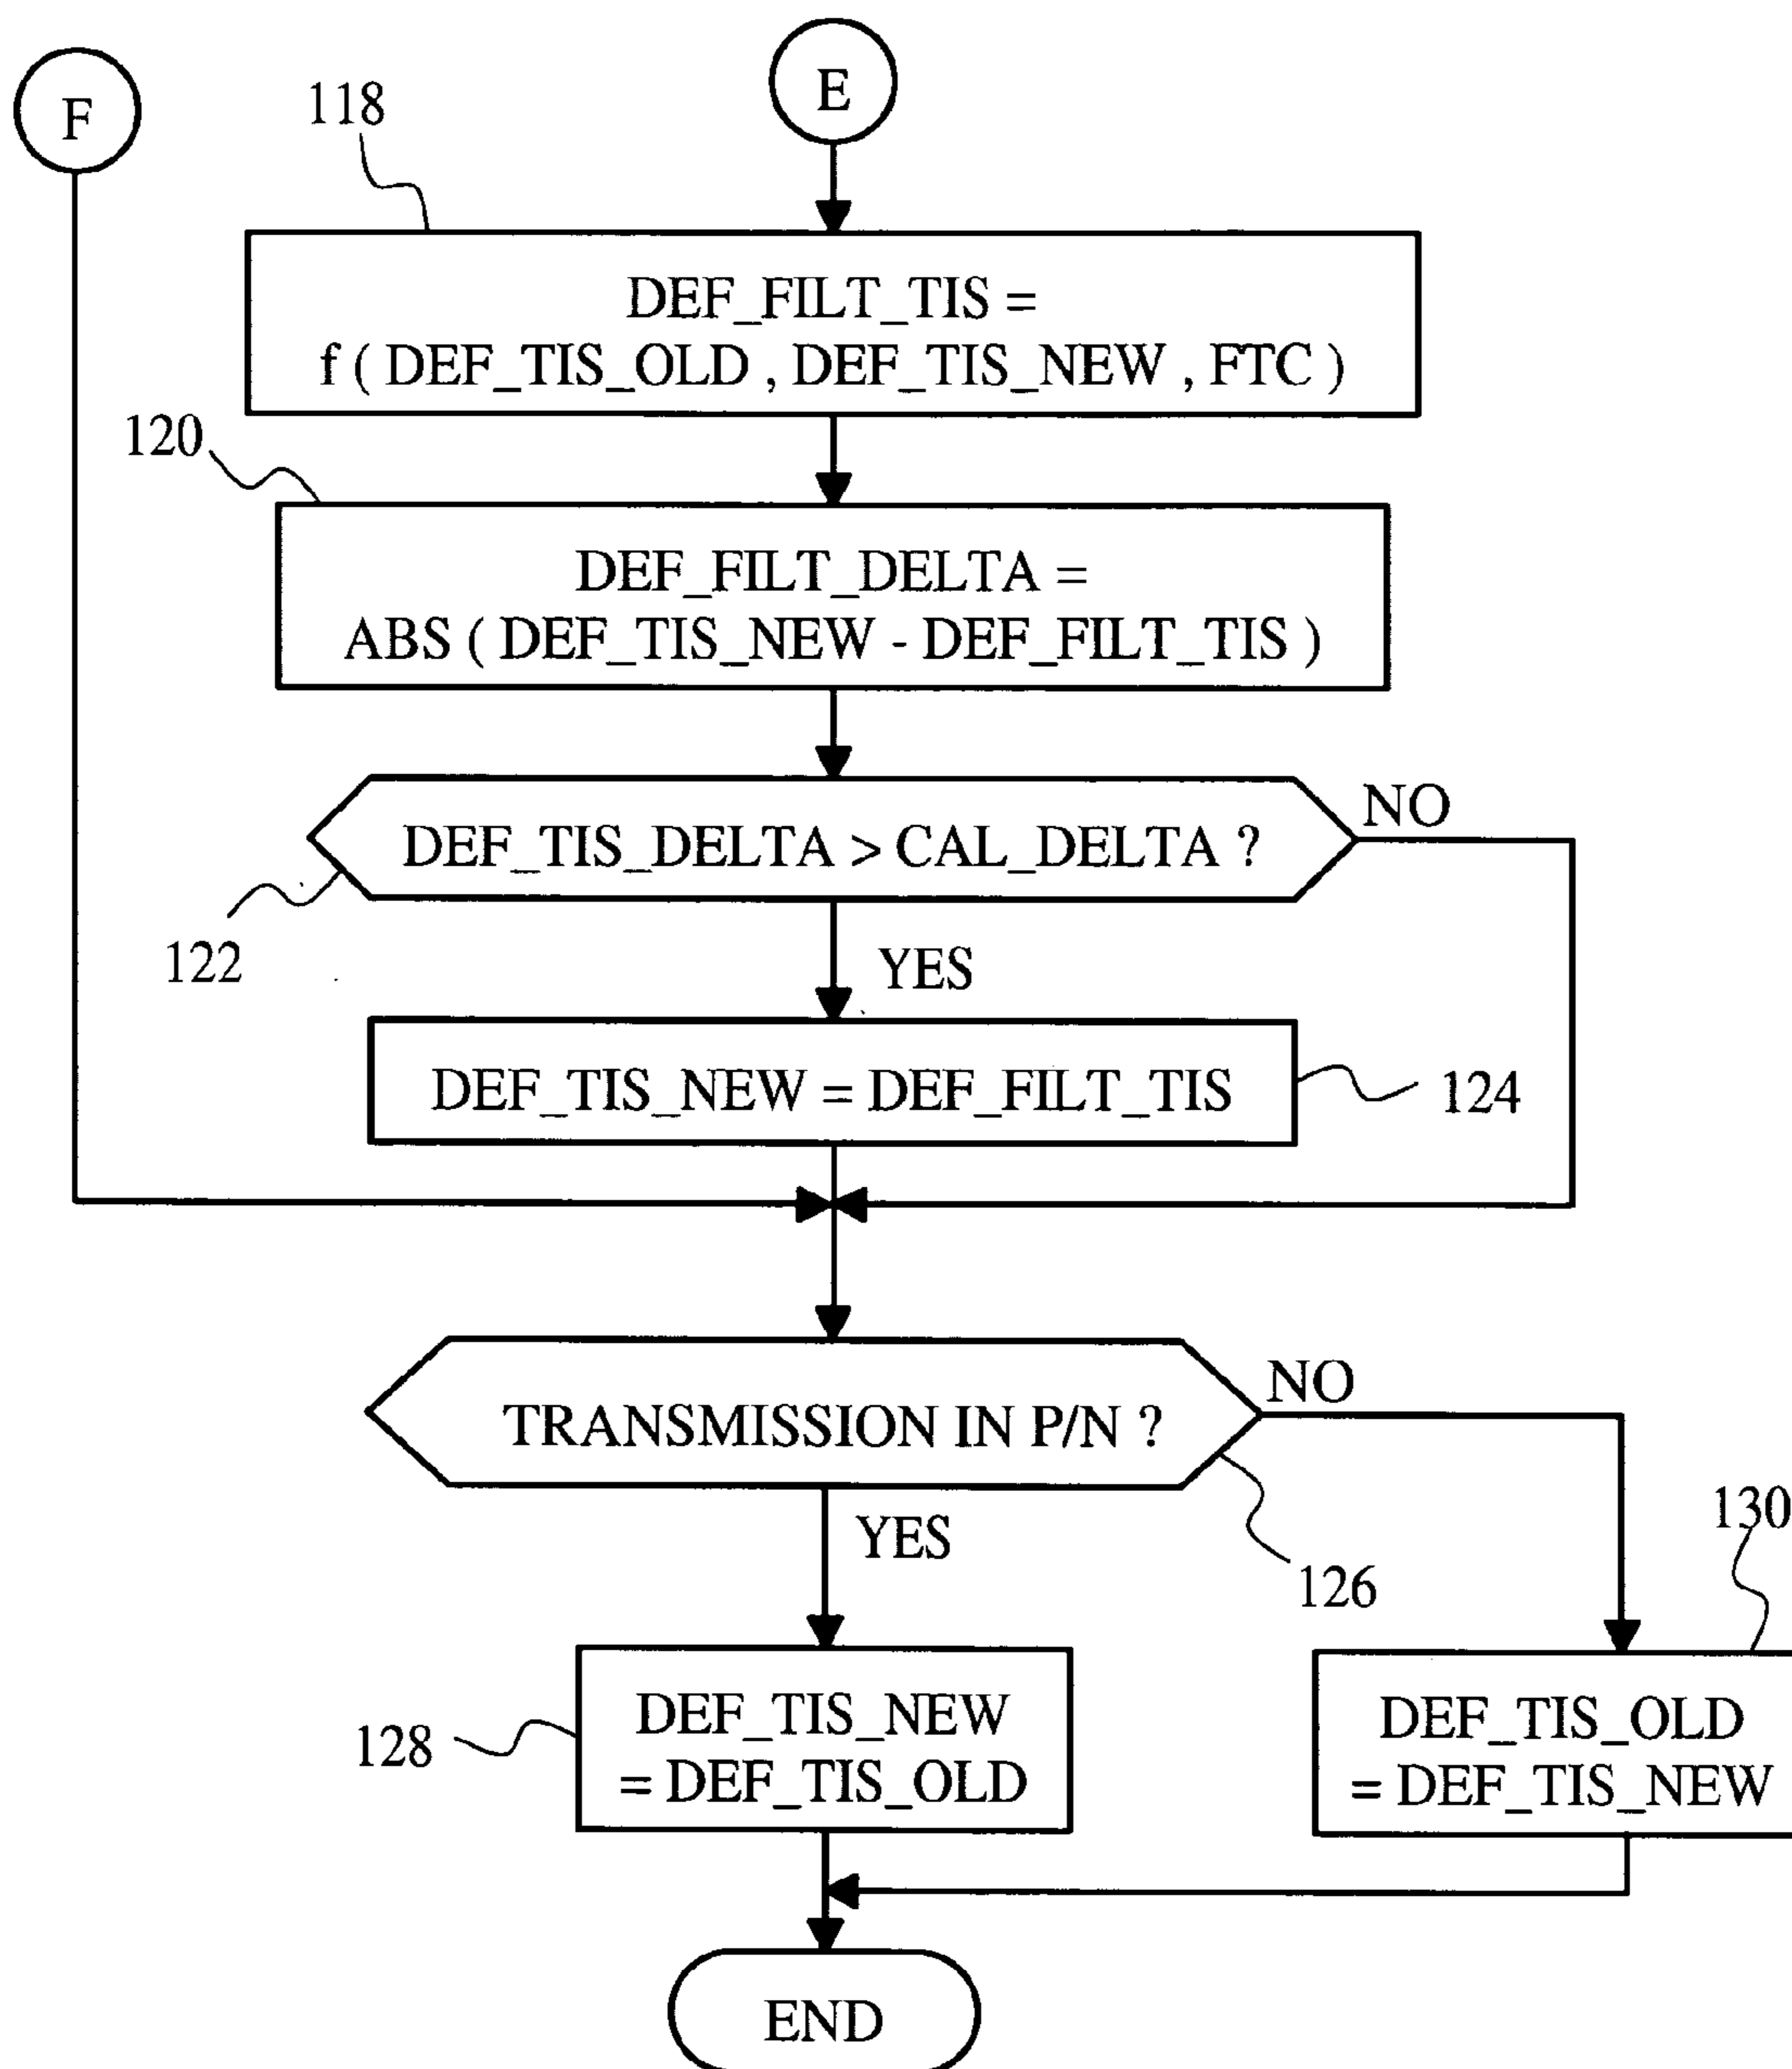 F
E
118
DEF_FILT_TIS =
f ( DEF_TIS_OLD , DEF_TIS_NEW , FTC )
120
DEF_FILT_DELTA =
ABS ( DEF_TIS_NEW - DEF_FILT_TIS )
NO
DEF_TIS_DELTA > CAL_DELTA ?
122
YES
DEF_TIS_NEW = DEF_FILT_TIS
124
NO
TRANSMISSION IN P/N ?
YES
126
130
DEF_TIS_NEW
= DEF_TIS_OLD
128
DEF_TIS_OLD
= DEF_TIS_NEW
END